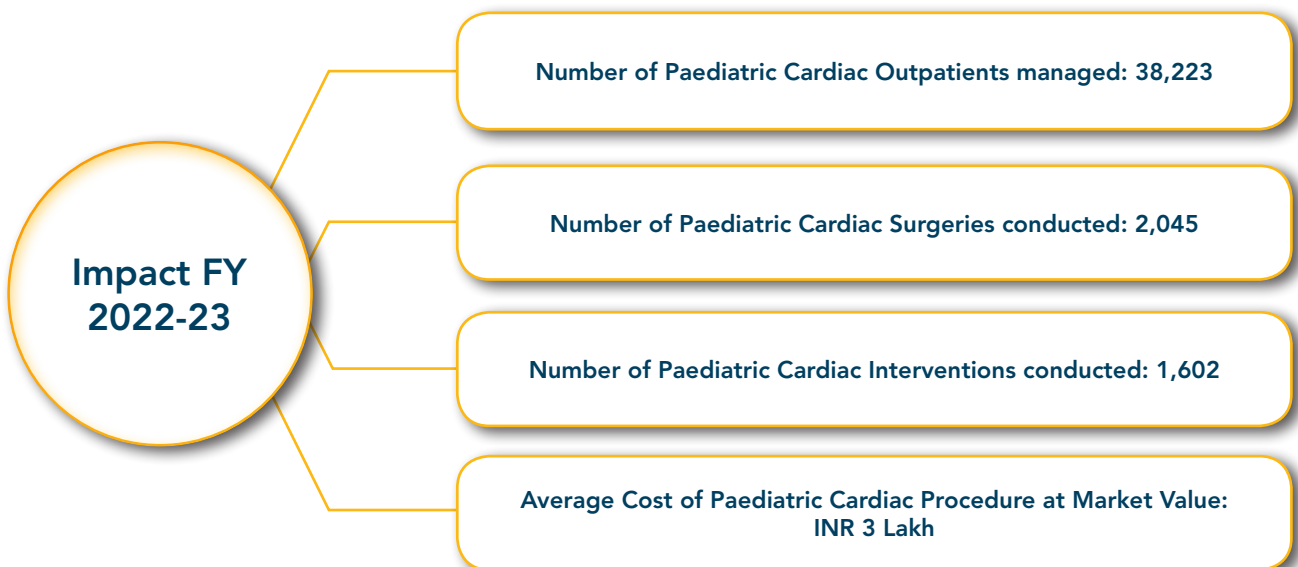 Impact FY
2022-23
Number of Paediatric Cardiac Outpatients managed: 38,223
Number of Paediatric Cardiac Surgeries conducted: 2,045
Number of Paediatric Cardiac Interventions conducted: 1,602
Average Cost of Paediatric Cardiac Procedure at Market Value:
INR 3 Lakh